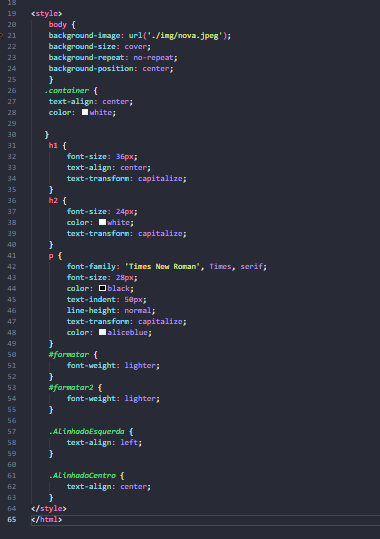 18
19 <style>
20 body {
21 background-image: url('./img/nova.jpeg');
22 background-size: cover;
23 background-repeat: no-repeat;
24 background-position: center;
25 }
26 .container {
27 text-align: center;
28 color: white;
29
30 }
31 h1 {
32 font-size: 36px;
33 text-align: center;
34 text-transform: capitalize;
35 }
36 h2 {
37 font-size: 24px;
38 color: white;
39 text-transform: capitalize;
40 }
41 p {
42 font-family: 'Times New Roman', Times, serif;
43 font-size: 28px;
44 color: black;
45 text-indent: 50px;
46 line-height: normal;
47 text-transform: capitalize;
48 color: aliceblue;
49 }
50 #formatar {
51 font-weight: lighter;
52 }
53 #formatar2 {
54 font-weight: lighter;
55 }
56
57 .AlinhadoEsquerda {
58 text-align: left;
59 }
60
61 .AlinhadoCentro {
62 text-align: center;
63 }
64 </style>
65 </html>